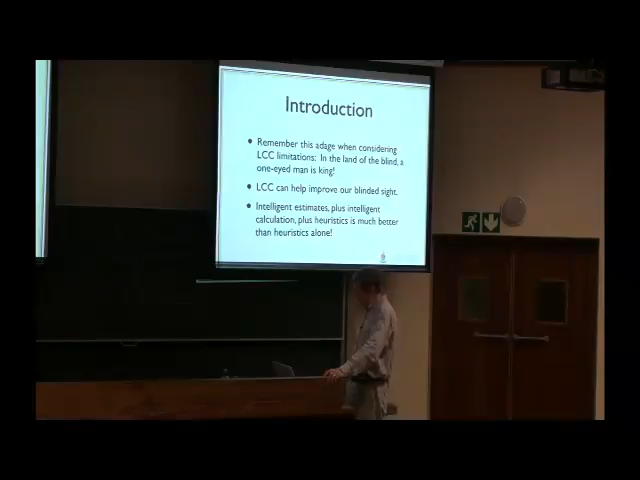 Introduction
• Remember this adage when considering
LCC limitations: In the land of the blind, a
one-eyed man is king!
• LCC can help improve our blinded sight.
• Intelligent estimates, plus intelligent
calculation, plus heuristics is much better
than heuristics alone!